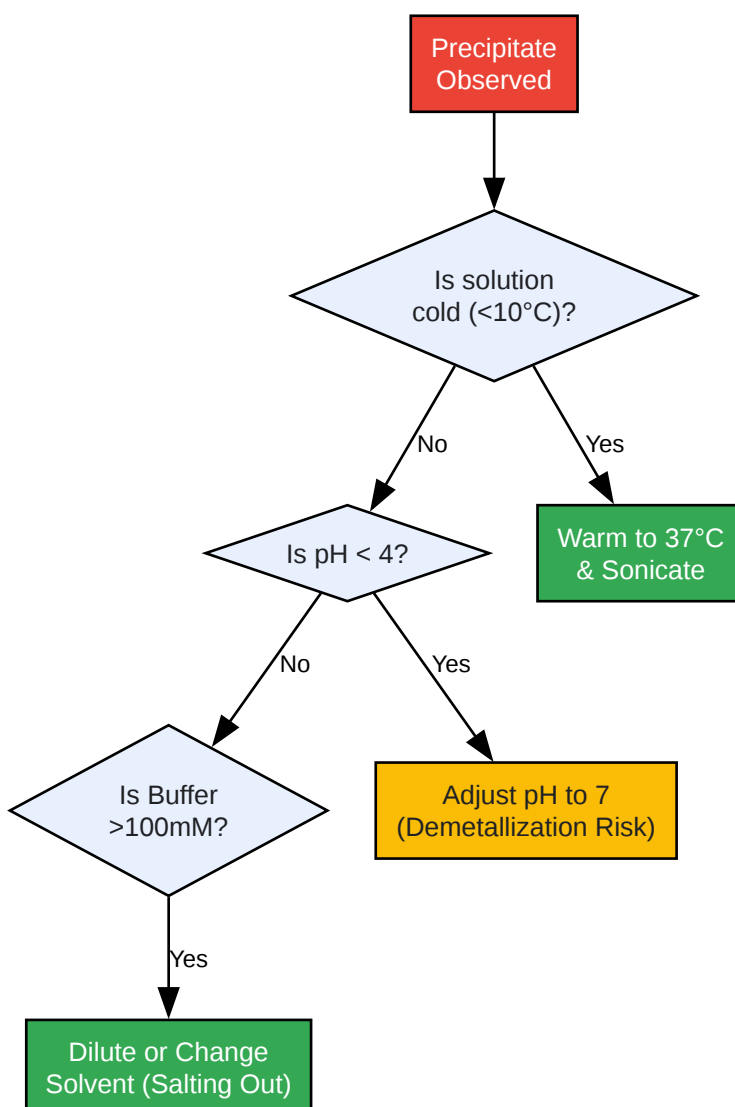 Precipitate
Observed
Is solution
cold (<10°C)?
No
Yes
Is pH < 4?
Warm to 37°C
& Sonicate
No
Yes
Is Buffer
>100mM?
Adjust pH to 7
(Demetallization Risk)
Yes
Dilute or Change
Solvent (Salting Out)